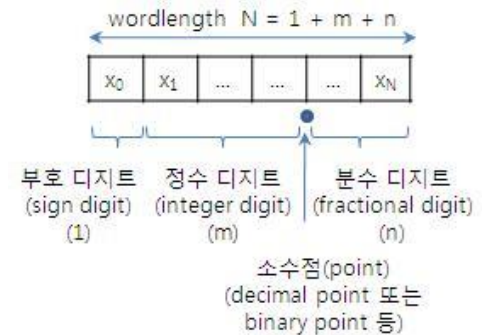 wordlength N = 1 + m + n
x0 x1 ... ... ... xN
부호 디지트 정수 디지트 분수 디지트
(sign digit) (integer digit) (fractional digit)
(1) (m) (n)
소수점(point)
(decimal point 또는
binary point 등)